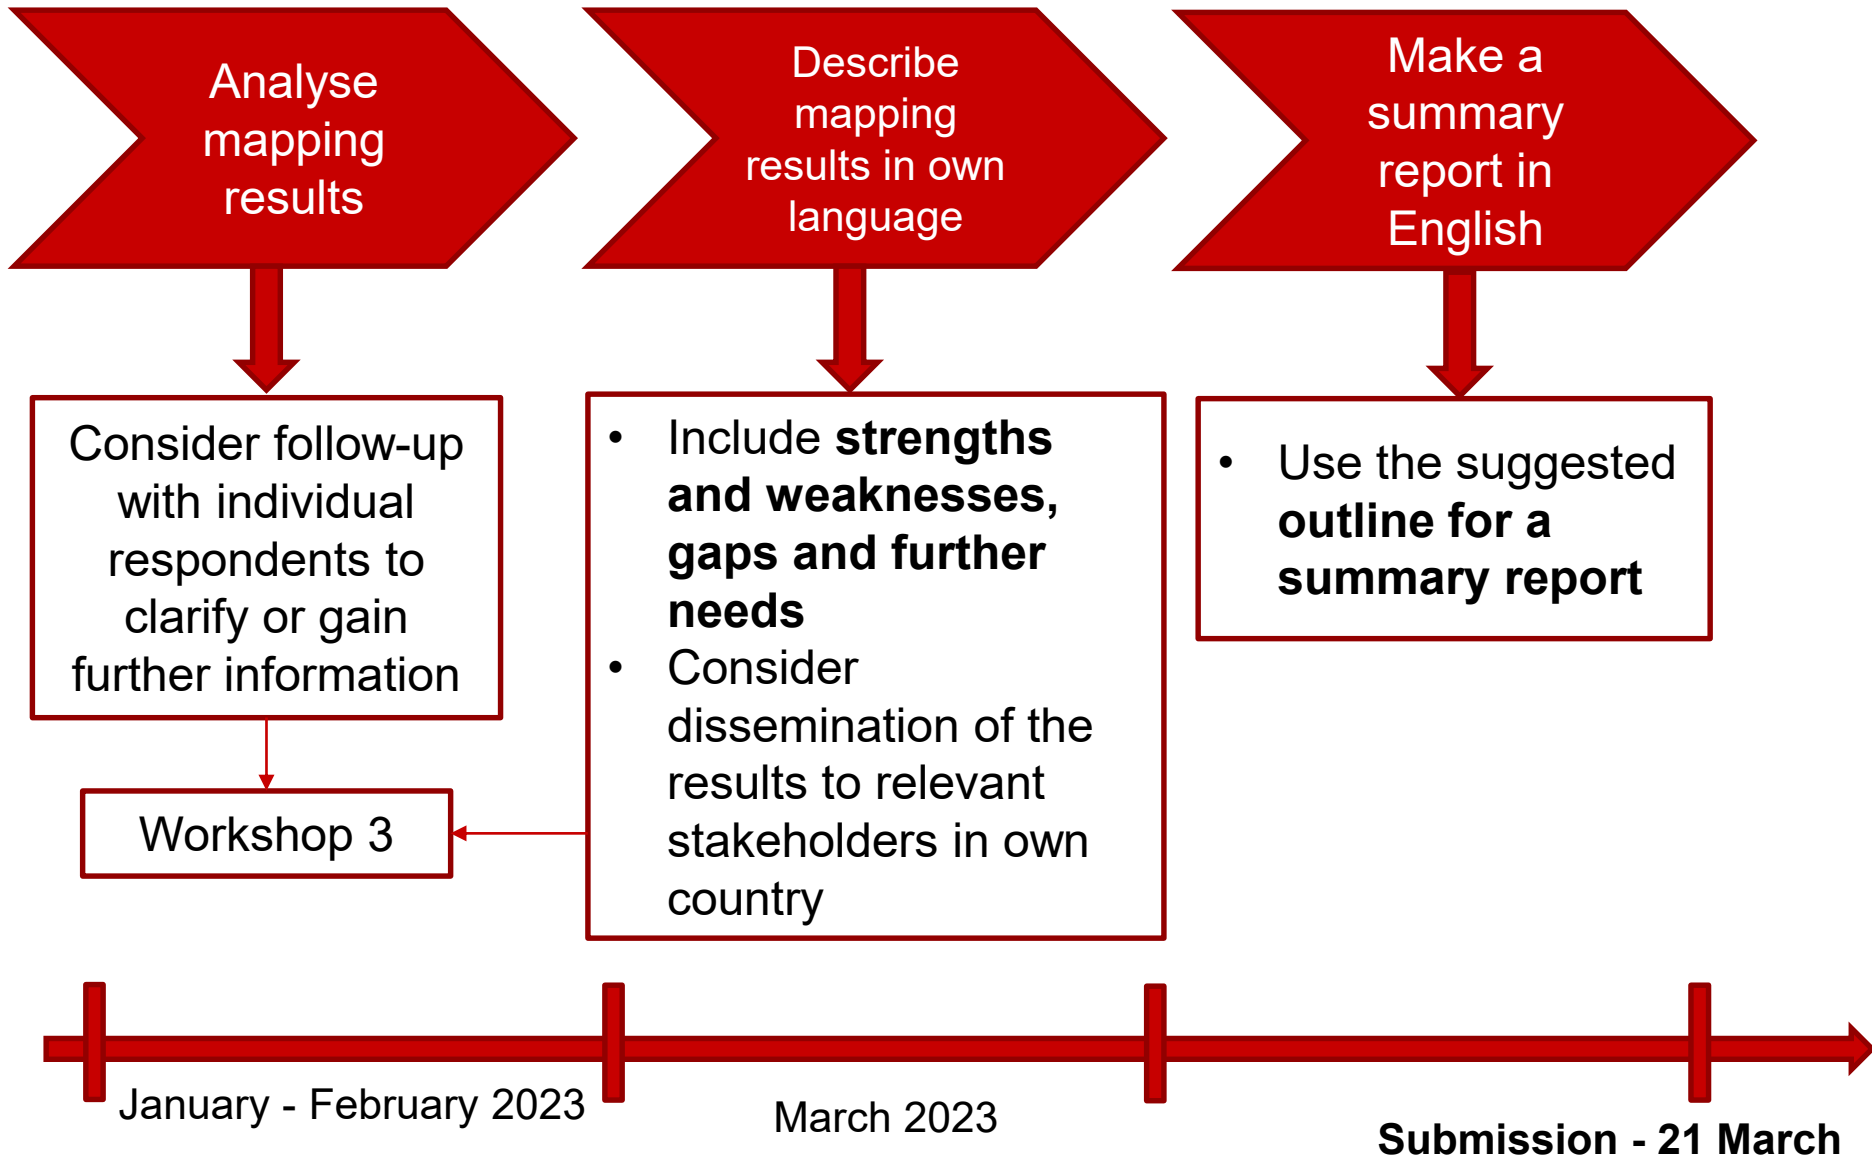 Analyse
mapping
results
Describe
mapping
results in own
language
Make a
summary
report in
English
Consider follow-up
with individual
respondents to
clarify or gain
further information
Workshop 3
• Include strengths
and weaknesses,
gaps and further
needs
• Consider
dissemination of the
results to relevant
stakeholders in own
country
• Use the suggested
outline for a
summary report
January - February 2023
March 2023
Submission - 21 March